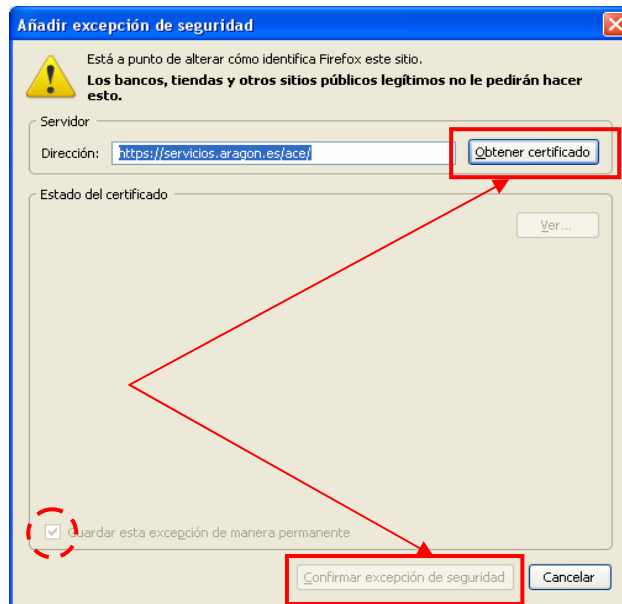 Añadir excepción de seguridad
Está a punto de alterar cómo identifica Firefox este sitio.
Los bancos, tiendas y otros sitios públicos legítimos no le pedirán hacer
esto.
Servidor
Dirección: https://servicios.aragon.es/ace/ Obtener certificado
Estado del certificado
Ver...
Guardar esta excepción de manera permanente
Confirmar excepción de seguridad Cancelar